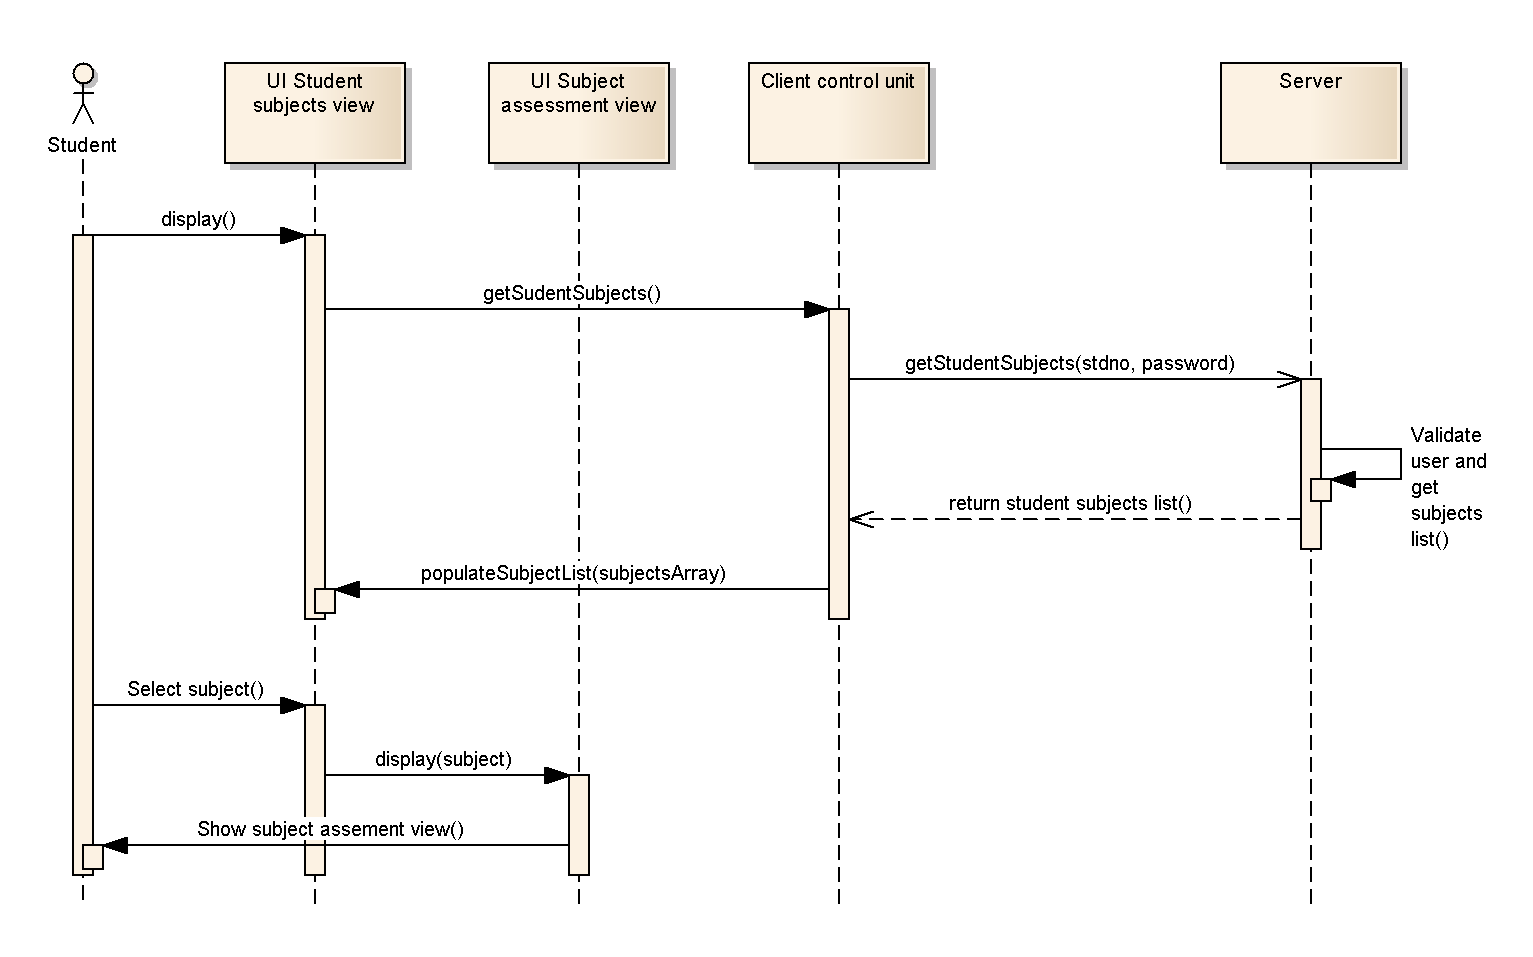 Student
UI Student
subjects view
UI Subject
assessment view
Client control unit
Server
display()
getSudentSubjects()
getStudentSubjects(stdno, password)
Validate
user and
get
subjects
list()
return student subjects list()
populateSubjectList(subjectsArray)
Select subject()
display(subject)
Show subject assement view()